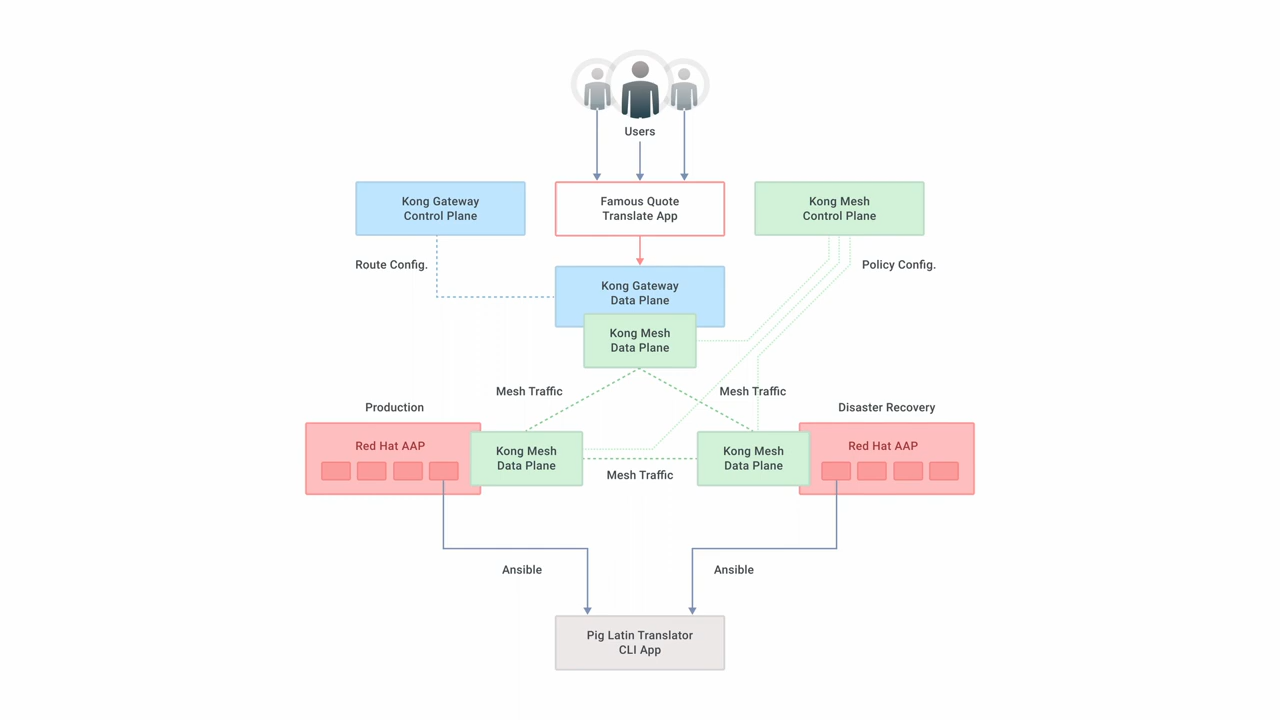 Users
Kong Gateway
Control Plane
Famous Quote
Translate App
Kong Mesh
Control Plane
Route Config.
Policy Config.
Kong Gateway
Data Plane
Kong Mesh
Data Plane
Mesh Traffic
Mesh Traffic
Production
Disaster Recovery
Red Hat AAP
Kong Mesh
Data Plane
Kong Mesh
Data Plane
Red Hat AAP
Mesh Traffic
Ansible
Ansible
Pig Latin Translator
CLI App